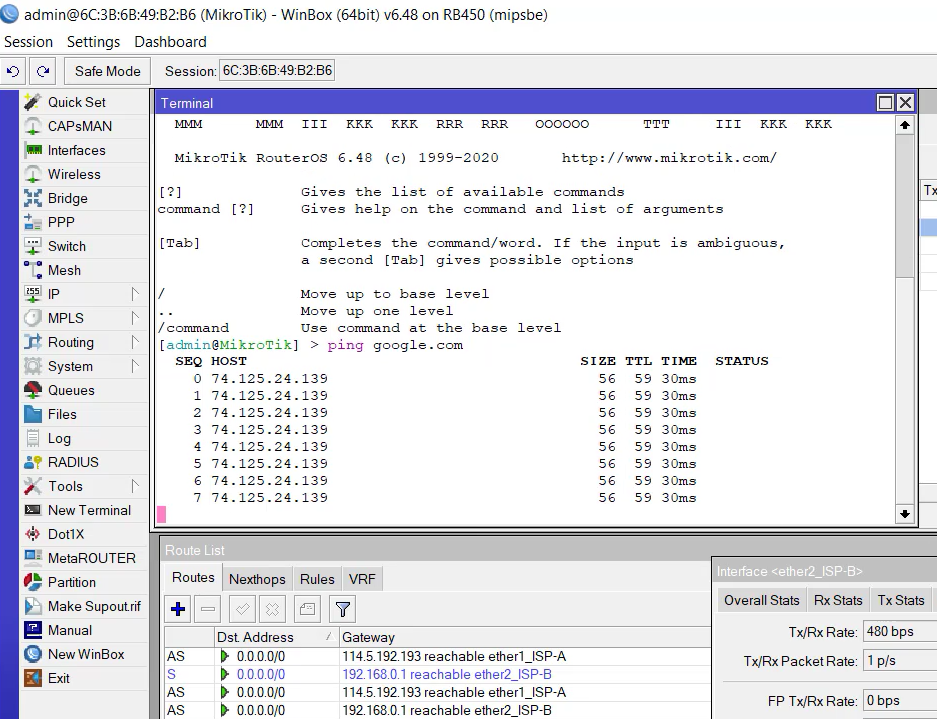 admin@6C:3B:6B:49:B2:B6 (MikroTik) - WinBox (64bit) v6.48 on RB450 (mipsbe)
Session Settings Dashboard
Safe Mode Session: 6C:3B:6B:49:B2:B6
Quick Set
CAPsMAN
Interfaces
Wireless
Bridge
PPP
Switch
Mesh
IP
MPLS
Routing
System
Queues
Files
Log
RADIUS
Tools
New Terminal
Dot1X
MetaROUTER
Partition
Make Supout.rif
Manual
New WinBox
Exit
Terminal
MMM MMM III KKK KKK RRR RRR OOOOOO TTT III KKK KKK
MikroTik RouterOS 6.48 (c) 1999-2020 http://www.mikrotik.com/
[?] Gives the list of available commands
command [?] Gives help on the command and list of arguments
[Tab] Completes the command/word. If the input is ambiguous,
a second [Tab] gives possible options
/ Move up to base level
.. Move up one level
/command Use command at the base level
[admin@MikroTik] > ping google.com
SEQ HOST SIZE TTL TIME STATUS
0 74.125.24.139 56 59 30ms
1 74.125.24.139 56 59 30ms
2 74.125.24.139 56 59 30ms
3 74.125.24.139 56 59 30ms
4 74.125.24.139 56 59 30ms
5 74.125.24.139 56 59 30ms
6 74.125.24.139 56 59 30ms
7 74.125.24.139 56 59 30ms
Tx
Route List
Routes Nexthops Rules VRF
Dst. Address / Gateway
AS 0.0.0.0/0 114.5.192.193 reachable ether1_ISP-A
S 0.0.0.0/0 192.168.0.1 reachable ether2_ISP-B
AS 0.0.0.0/0 114.5.192.193 reachable ether1_ISP-A
AS 0.0.0.0/0 192.168.0.1 reachable ether2_ISP-B
Interface <ether2_ISP-B>
Overall Stats Rx Stats Tx Stats
Tx/Rx Rate: 480 bps
Tx/Rx Packet Rate: 1 p/s
FP Tx/Rx Rate: 0 bps